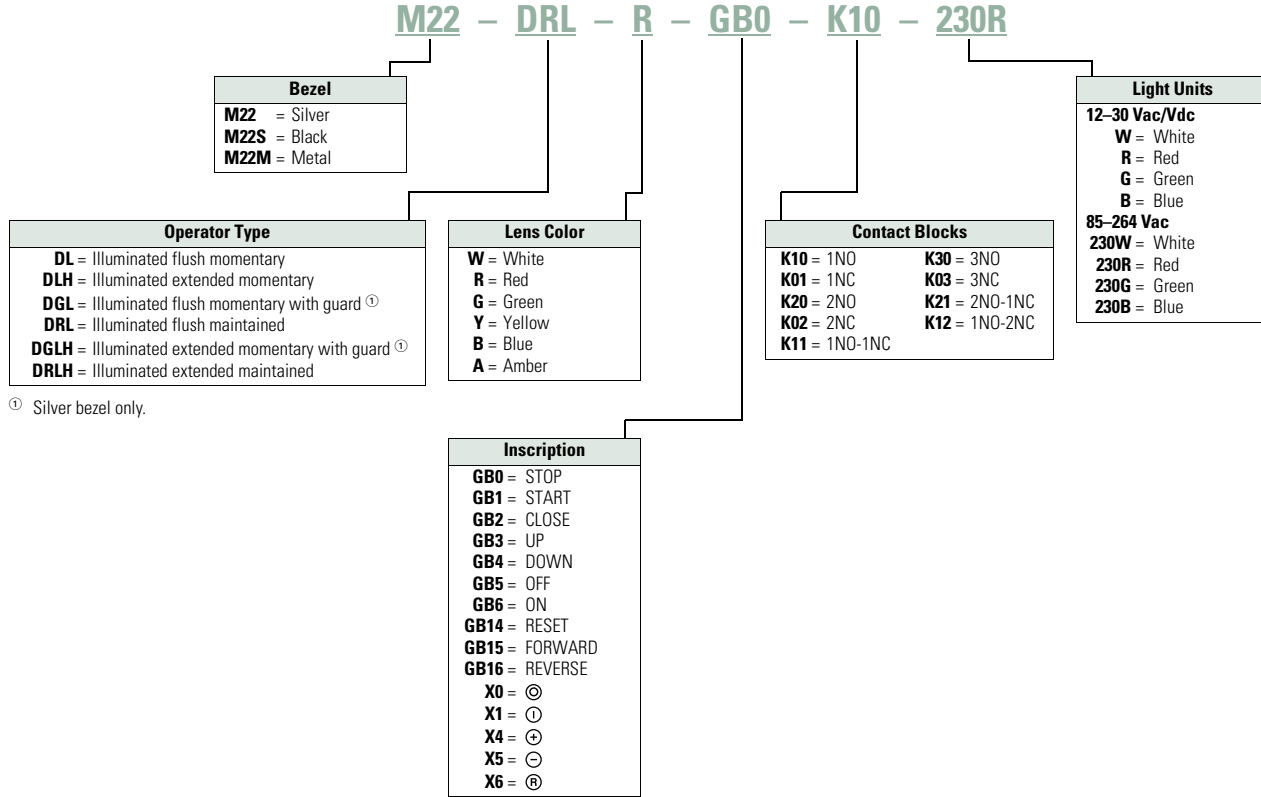 M22 – DRL – R – GB0 – K10 – 230R
Bezel
M22 = Silver
M22S = Black
M22M = Metal
Light Units
12–30 Vac/Vdc
W = White
R = Red
G = Green
B = Blue
85–264 Vac
230W = White
230R = Red
230G = Green
230B = Blue
Operator Type
DL = Illuminated flush momentary
DLH = Illuminated extended momentary
DGL = Illuminated flush momentary with guard ①
DRL = Illuminated flush maintained
DGLH = Illuminated extended momentary with guard ①
DRLH = Illuminated extended maintained
① Silver bezel only.
Lens Color
W = White
R = Red
G = Green
Y = Yellow
B = Blue
A = Amber
Contact Blocks
K10 = 1NO K30 = 3NO
K01 = 1NC K03 = 3NC
K20 = 2NO K21 = 2NO-1NC
K02 = 2NC K12 = 1NO-2NC
K11 = 1NO-1NC
Inscription
GB0 = STOP
GB1 = START
GB2 = CLOSE
GB3 = UP
GB4 = DOWN
GB5 = OFF
GB6 = ON
GB14 = RESET
GB15 = FORWARD
GB16 = REVERSE
X0 = ⌾
X1 = ⏼
X4 = ⊕
X5 = ⊖
X6 = Ⓡ